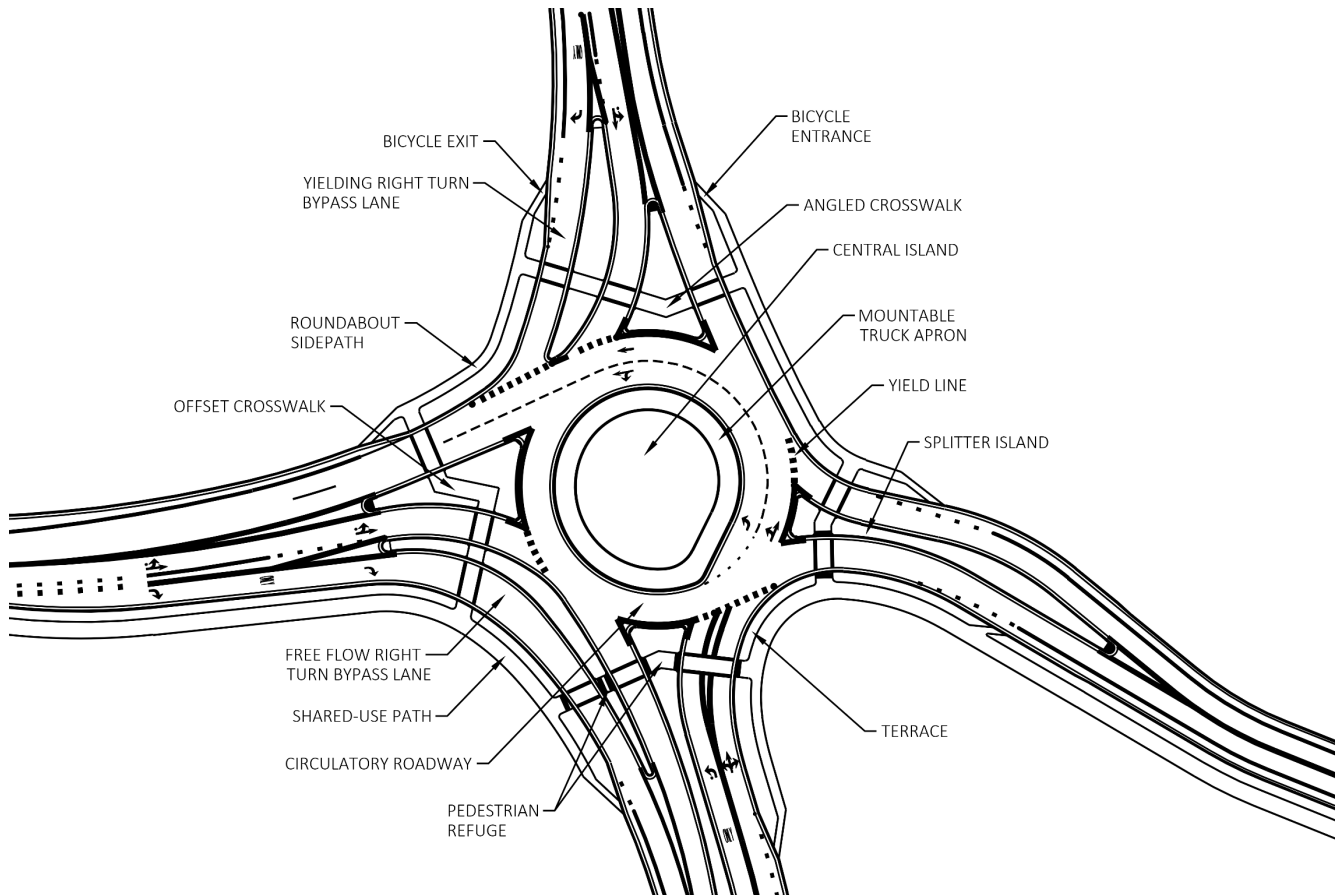 BICYCLE
ENTRANCE
BICYCLE EXIT
YIELDING RIGHT TURN
BYPASS LANE
ANGLED CROSSWALK
CENTRAL ISLAND
ROUNDABOUT
SIDEPATH
MOUNTABLE
TRUCK APRON
YIELD LINE
OFFSET CROSSWALK
SPLITTER ISLAND
FREE FLOW RIGHT
TURN BYPASS LANE
SHARED-USE PATH
TERRACE
CIRCULATORY ROADWAY
PEDESTRIAN
REFUGE